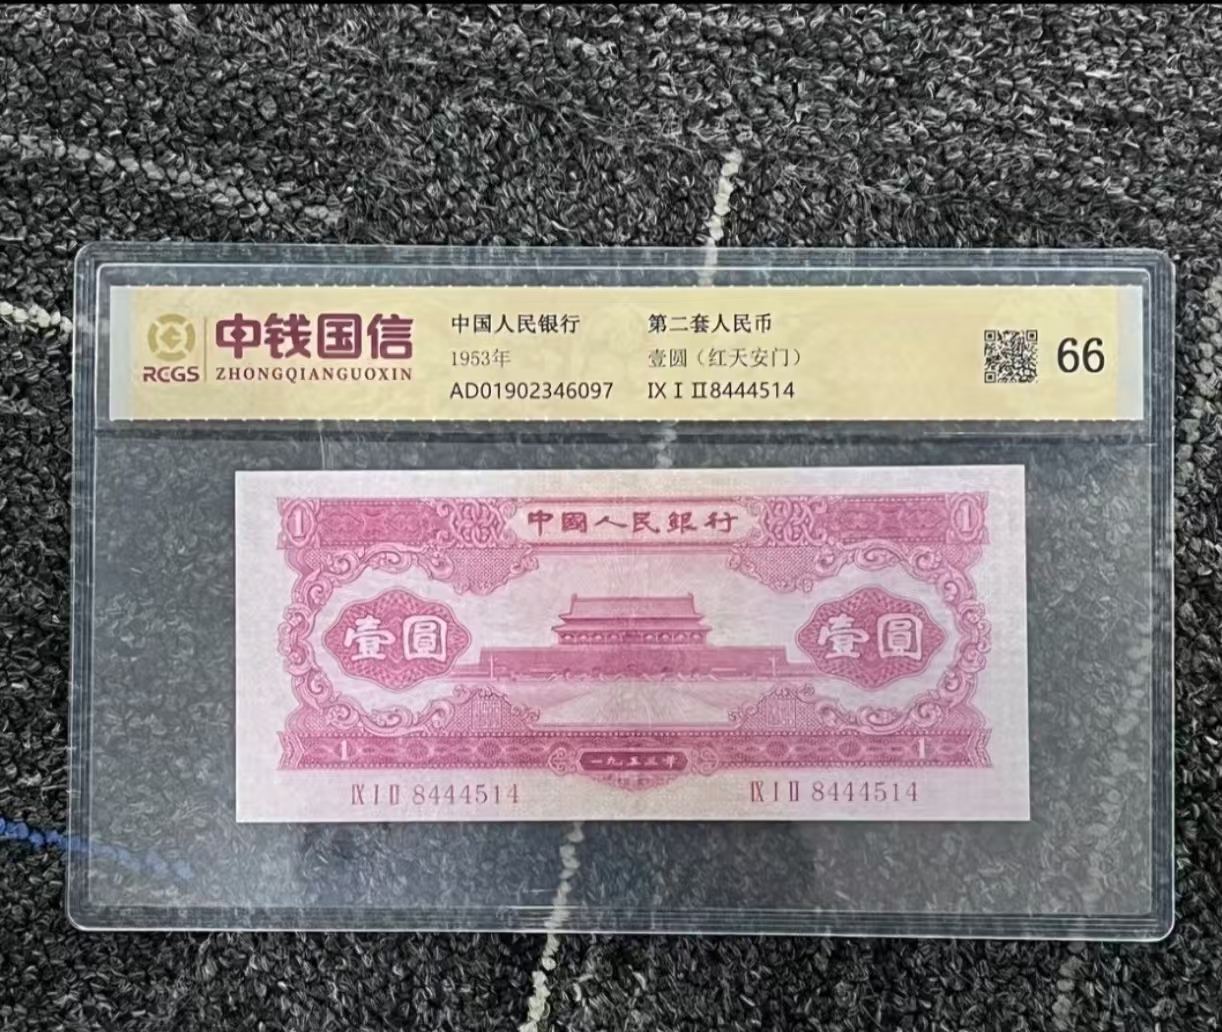 中钱国信
RCGS ZHONGQIANGUOXIN
中国人民银行 第二套人民币
1953年 壹圆（红天安门）
AD01902346097 IX I II 8444514
66
1 中國人民銀行 1
壹圓 壹圓
1 一九五三年 1
IX I II 8444514 IX I II 8444514